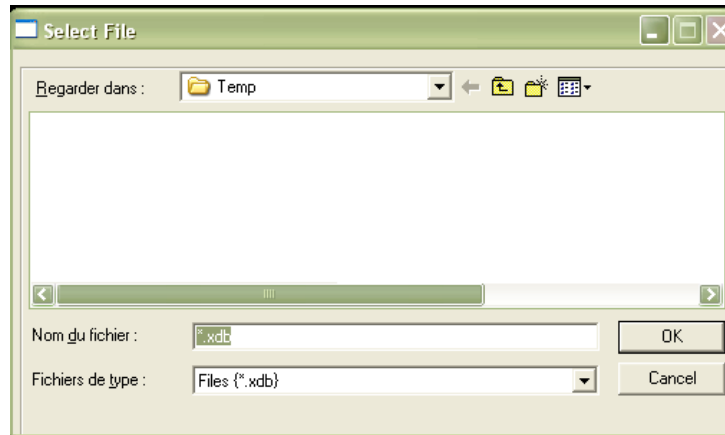 Select File
Regarder dans : Temp
Nom du fichier : *.xdb OK
Fichiers de type : Files {*.xdb} Cancel